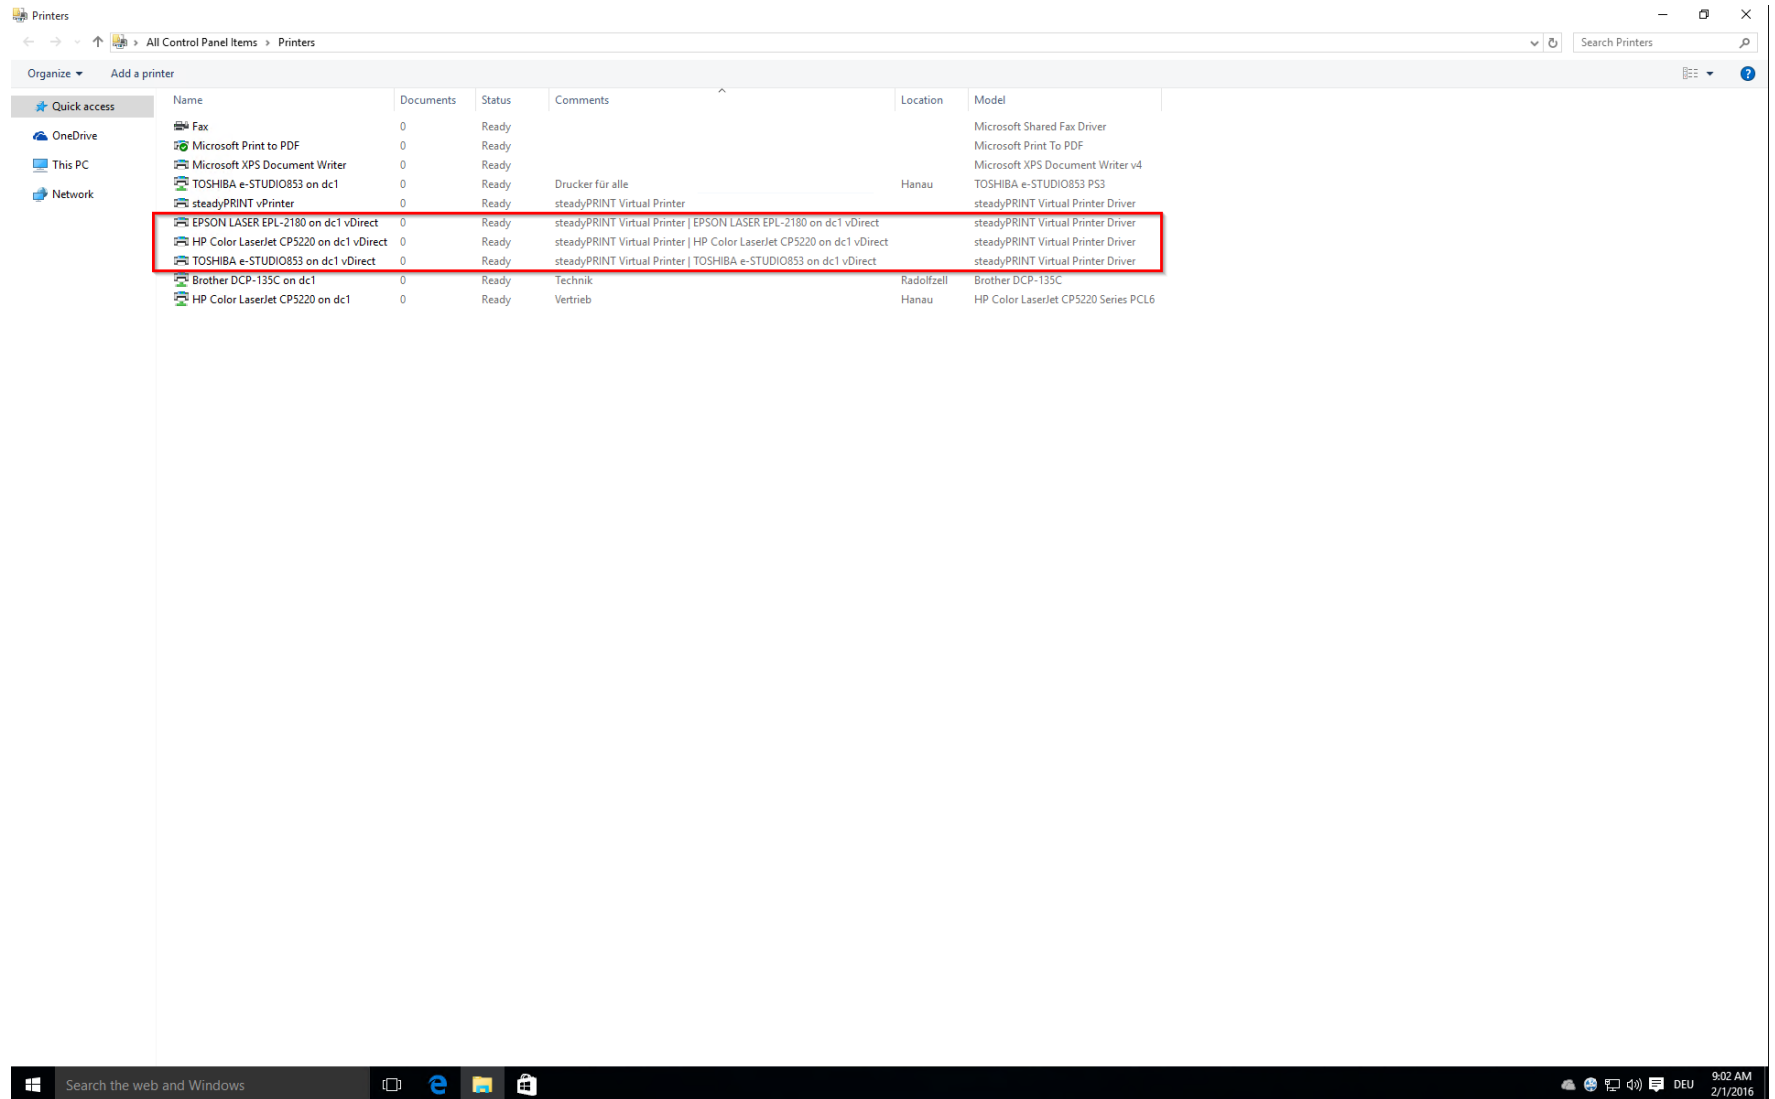 Printers
All Control Panel Items > Printers
Search Printers
Organize Add a printer
Name Documents Status Comments Location Model
Quick access
OneDrive
This PC
Network
Fax 0 Ready Microsoft Shared Fax Driver
Microsoft Print to PDF 0 Ready Microsoft Print To PDF
Microsoft XPS Document Writer 0 Ready Microsoft XPS Document Writer v4
TOSHIBA e-STUDIO853 on dc1 0 Ready Drucker für alle Hanau TOSHIBA e-STUDIO853 PS3
steadyPRINT vPrinter 0 Ready steadyPRINT Virtual Printer steadyPRINT Virtual Printer Driver
EPSON LASER EPL-2180 on dc1 vDirect 0 Ready steadyPRINT Virtual Printer | EPSON LASER EPL-2180 on dc1 vDirect steadyPRINT Virtual Printer Driver
HP Color LaserJet CP5220 on dc1 vDirect 0 Ready steadyPRINT Virtual Printer | HP Color LaserJet CP5220 on dc1 vDirect steadyPRINT Virtual Printer Driver
TOSHIBA e-STUDIO853 on dc1 vDirect 0 Ready steadyPRINT Virtual Printer | TOSHIBA e-STUDIO853 on dc1 vDirect steadyPRINT Virtual Printer Driver
Brother DCP-135C on dc1 0 Ready Technik Radolfzell Brother DCP-135C
HP Color LaserJet CP5220 on dc1 0 Ready Vertrieb Hanau HP Color LaserJet CP5220 Series PCL6
Search the web and Windows
DEU
9:02 AM
2/1/2016